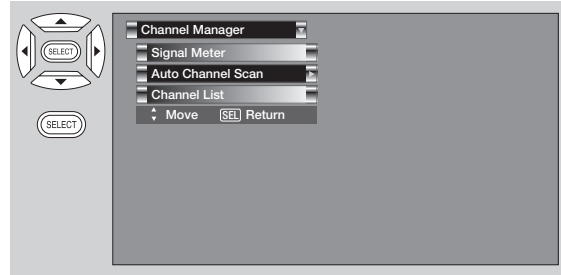 SELECT
SELECT
Channel Manager
Signal Meter
Auto Channel Scan
Channel List
Move SEL Return